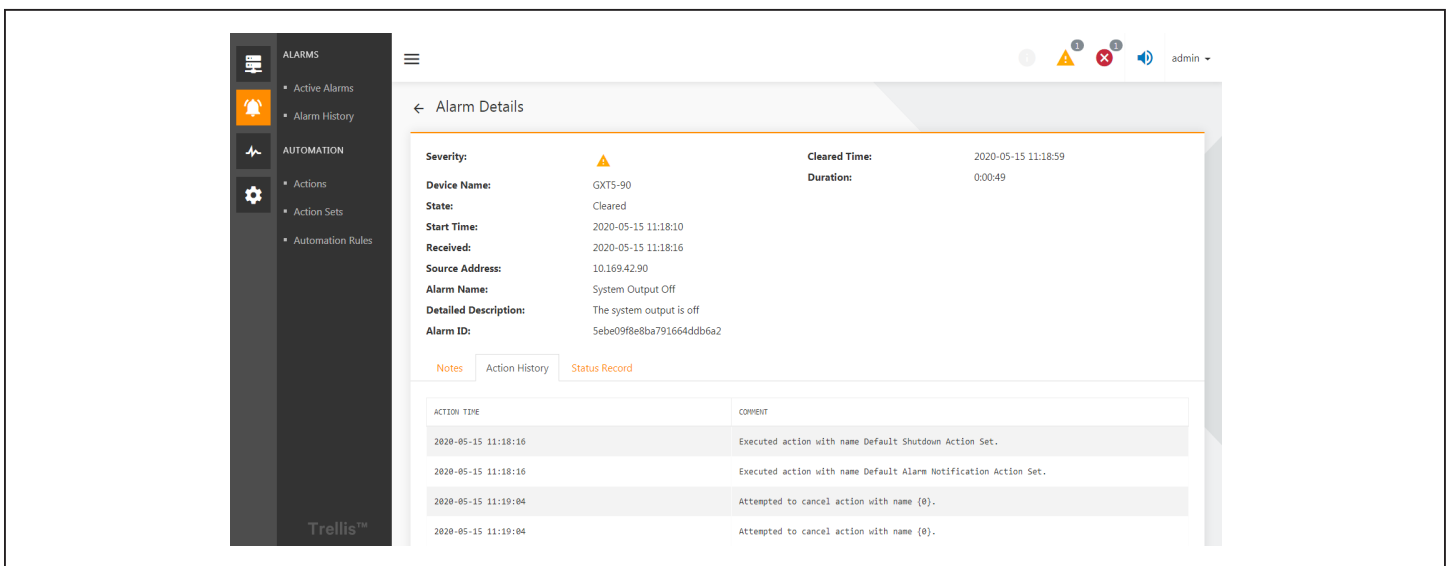 ALARMS
Active Alarms
Alarm History
AUTOMATION
Actions
Action Sets
Automation Rules
Trellis™
1
1
admin
Alarm Details
Severity:
Cleared Time: 2020-05-15 11:18:59
Device Name: GXT5-90
Duration: 0:00:49
State: Cleared
Start Time: 2020-05-15 11:18:10
Received: 2020-05-15 11:18:16
Source Address: 10.169.42.90
Alarm Name: System Output Off
Detailed Description: The system output is off
Alarm ID: 5ebe09f8e8ba791664ddb6a2
Notes Action History Status Record
ACTION TIME COMMENT
2020-05-15 11:18:16 Executed action with name Default Shutdown Action Set.
2020-05-15 11:18:16 Executed action with name Default Alarm Notification Action Set.
2020-05-15 11:19:04 Attempted to cancel action with name {0}.
2020-05-15 11:19:04 Attempted to cancel action with name {0}.